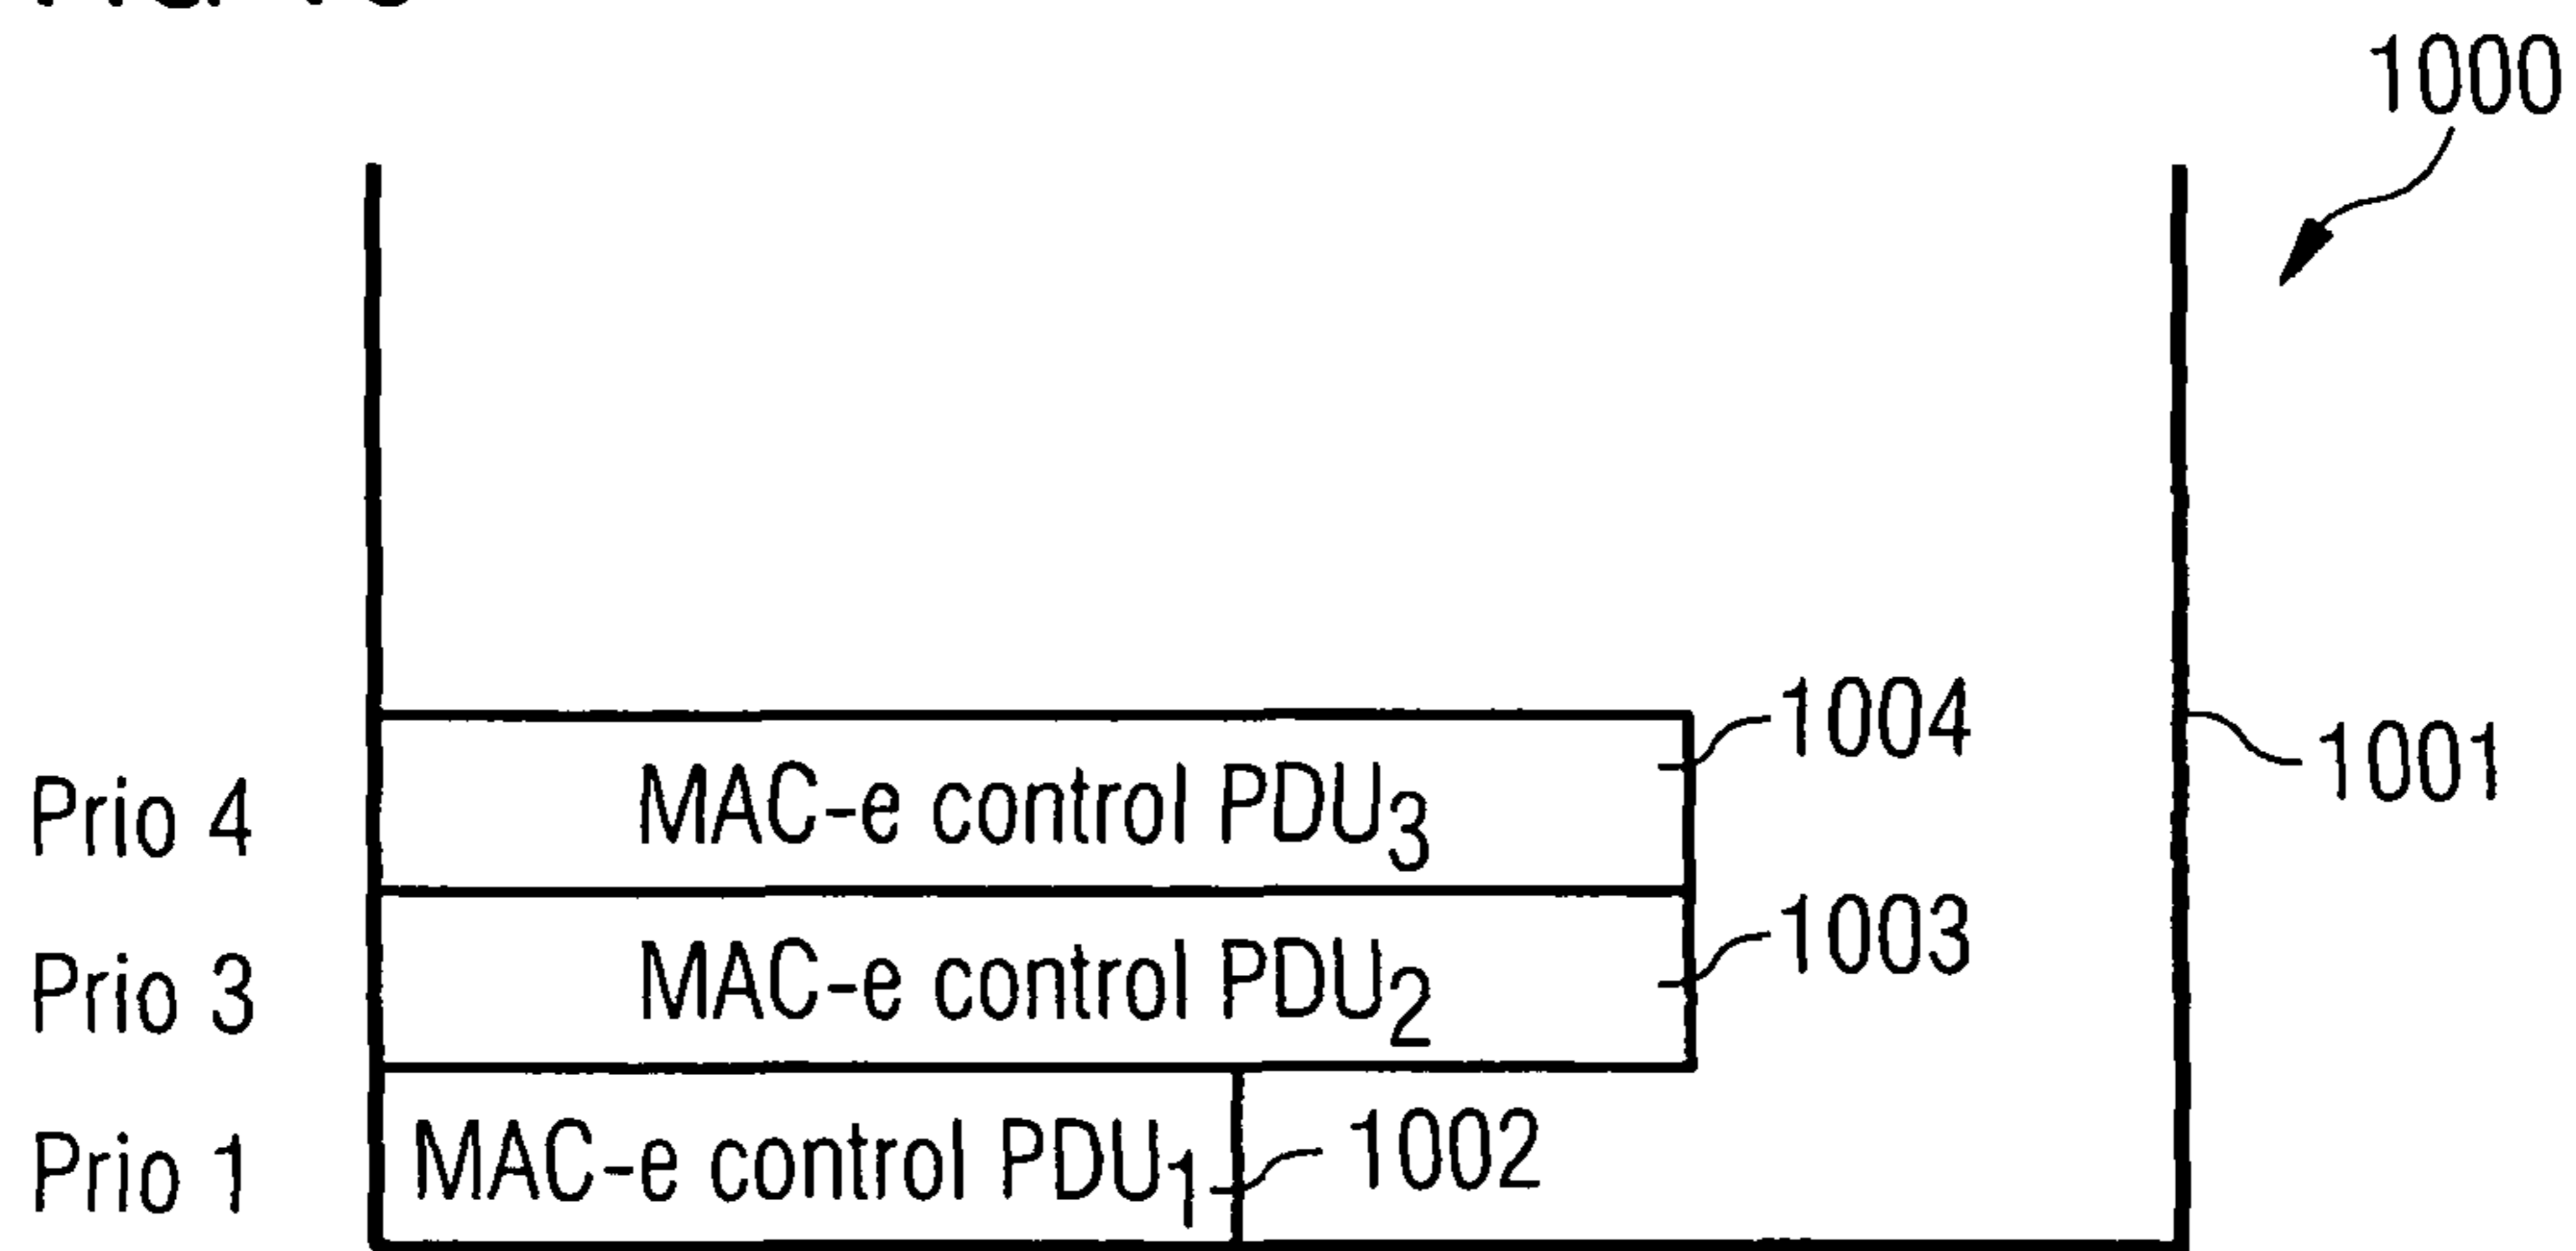 1000
1004
1001
Prio 4 MAC-e control PDU3
1003
Prio 3 MAC-e control PDU2
Prio 1 MAC-e control PDU1 1002